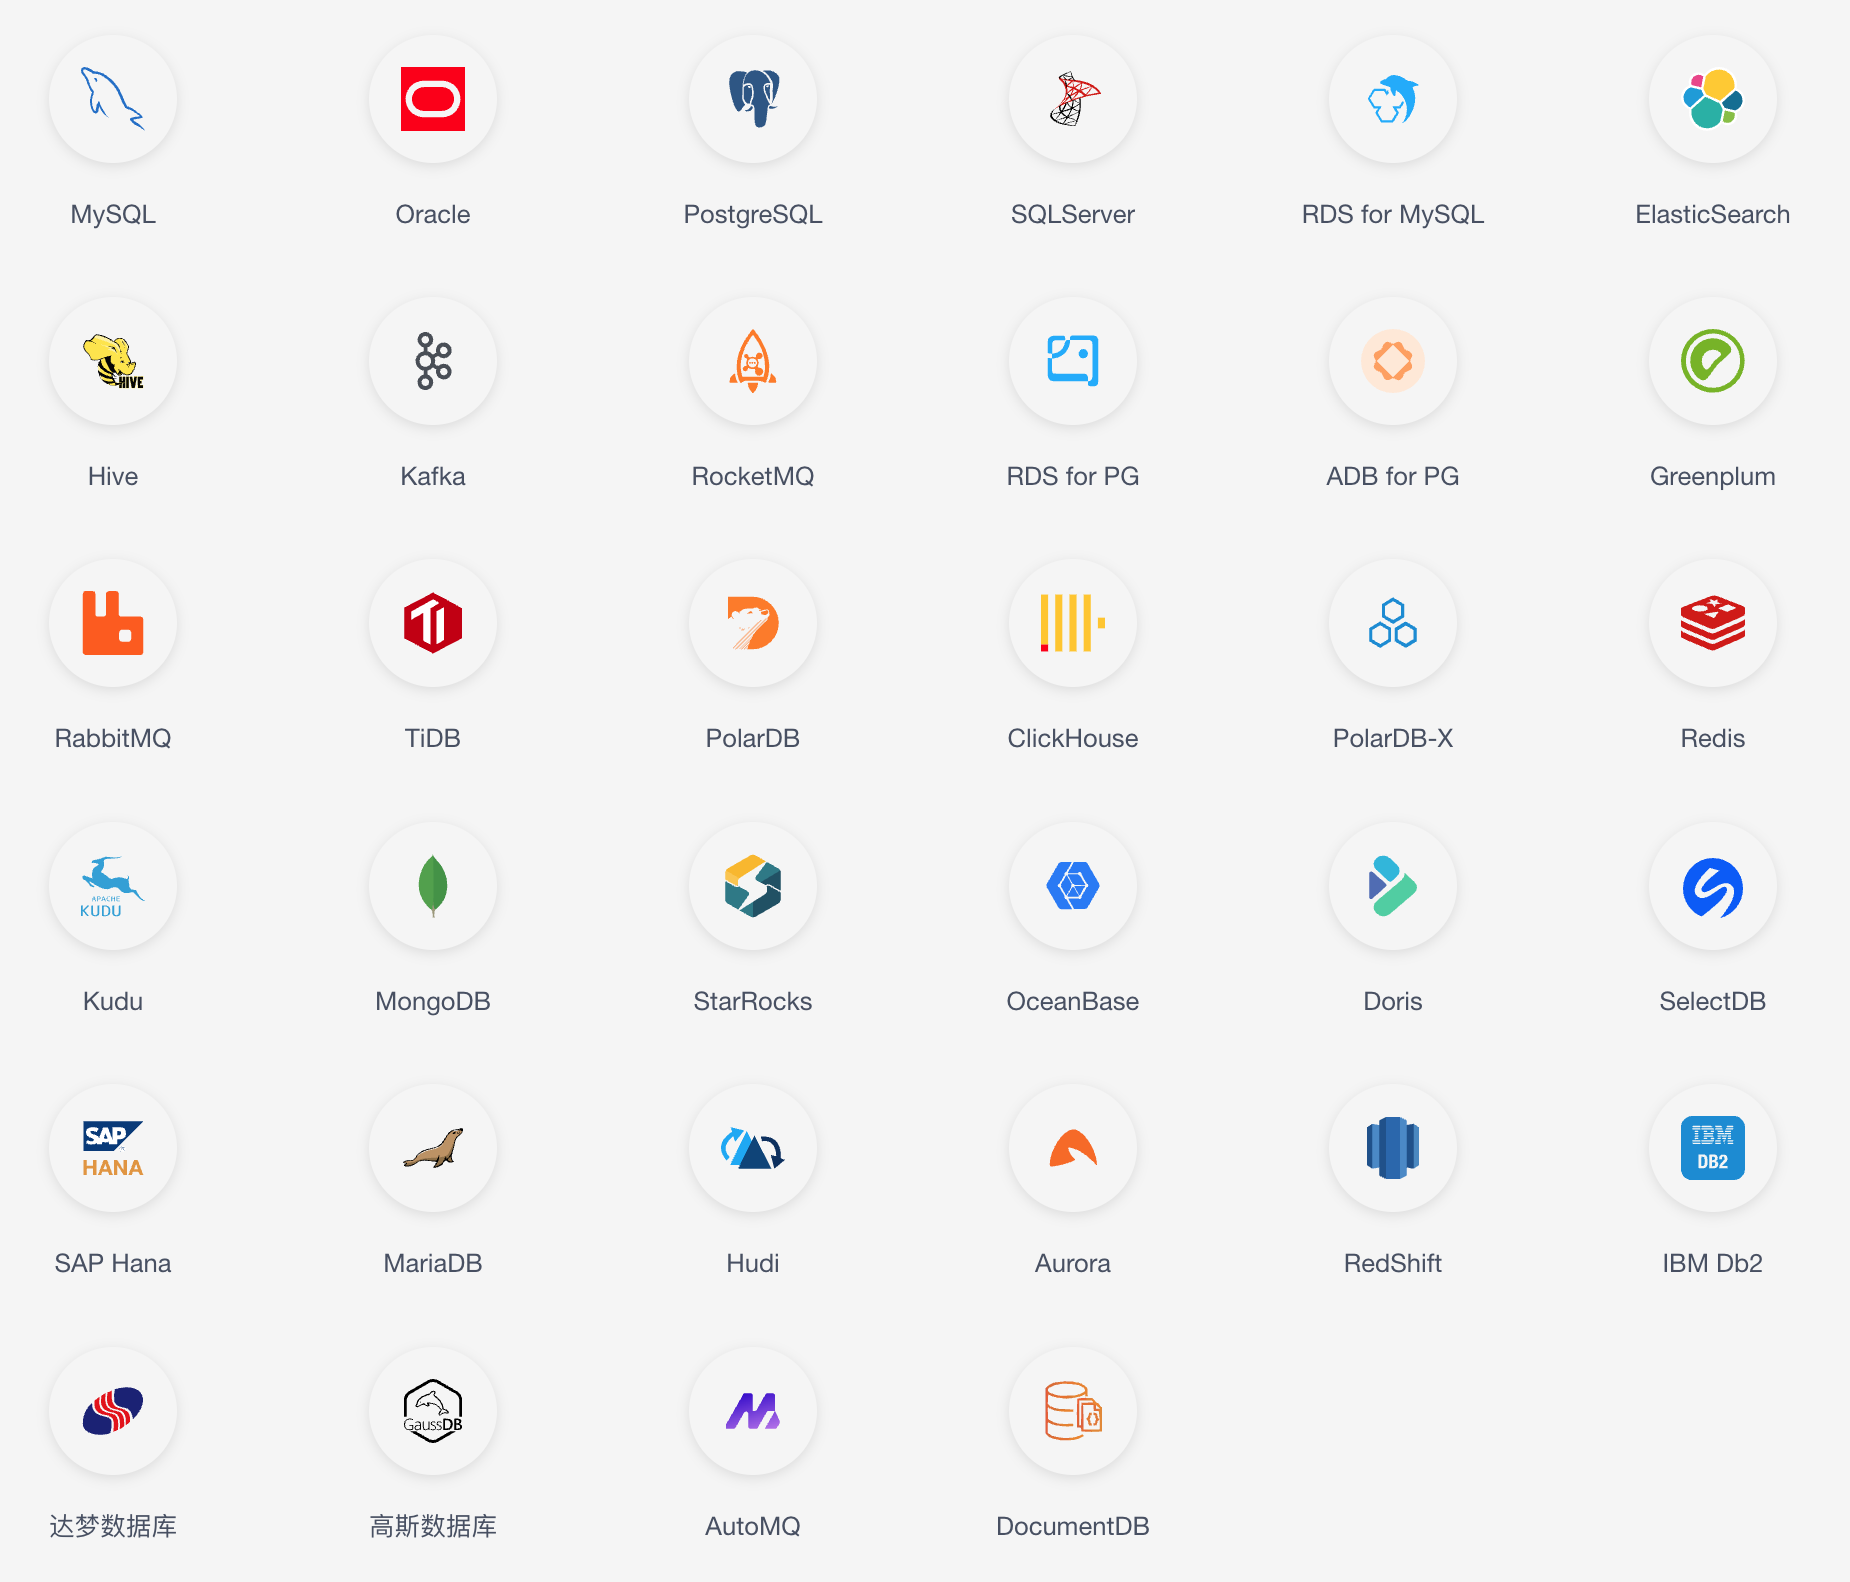 MySQL
Oracle
PostgreSQL
SQLServer
RDS for MySQL
ElasticSearch
HIVE
Hive
Kafka
RocketMQ
RDS for PG
ADB for PG
Greenplum
RabbitMQ
TiDB
PolarDB
ClickHouse
PolarDB-X
Redis
APACHE
KUDU
Kudu
MongoDB
StarRocks
OceanBase
Doris
SelectDB
SAP
HANA
IBM
DB2
SAP Hana
MariaDB
Hudi
Aurora
RedShift
IBM Db2
GaussDB
达梦数据库
高斯数据库
AutoMQ
DocumentDB